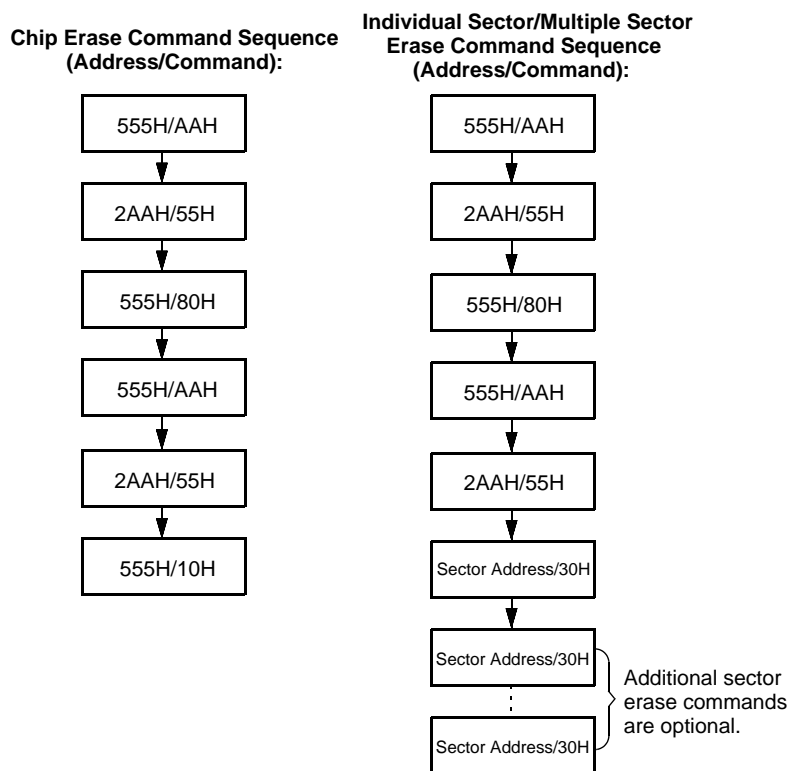 Chip Erase Command Sequence
(Address/Command):
555H/AAH
2AAH/55H
555H/80H
555H/AAH
2AAH/55H
555H/10H
Individual Sector/Multiple Sector
Erase Command Sequence
(Address/Command):
555H/AAH
2AAH/55H
555H/80H
555H/AAH
2AAH/55H
Sector Address/30H
Sector Address/30H
Sector Address/30H
Additional sector
erase commands
are optional.